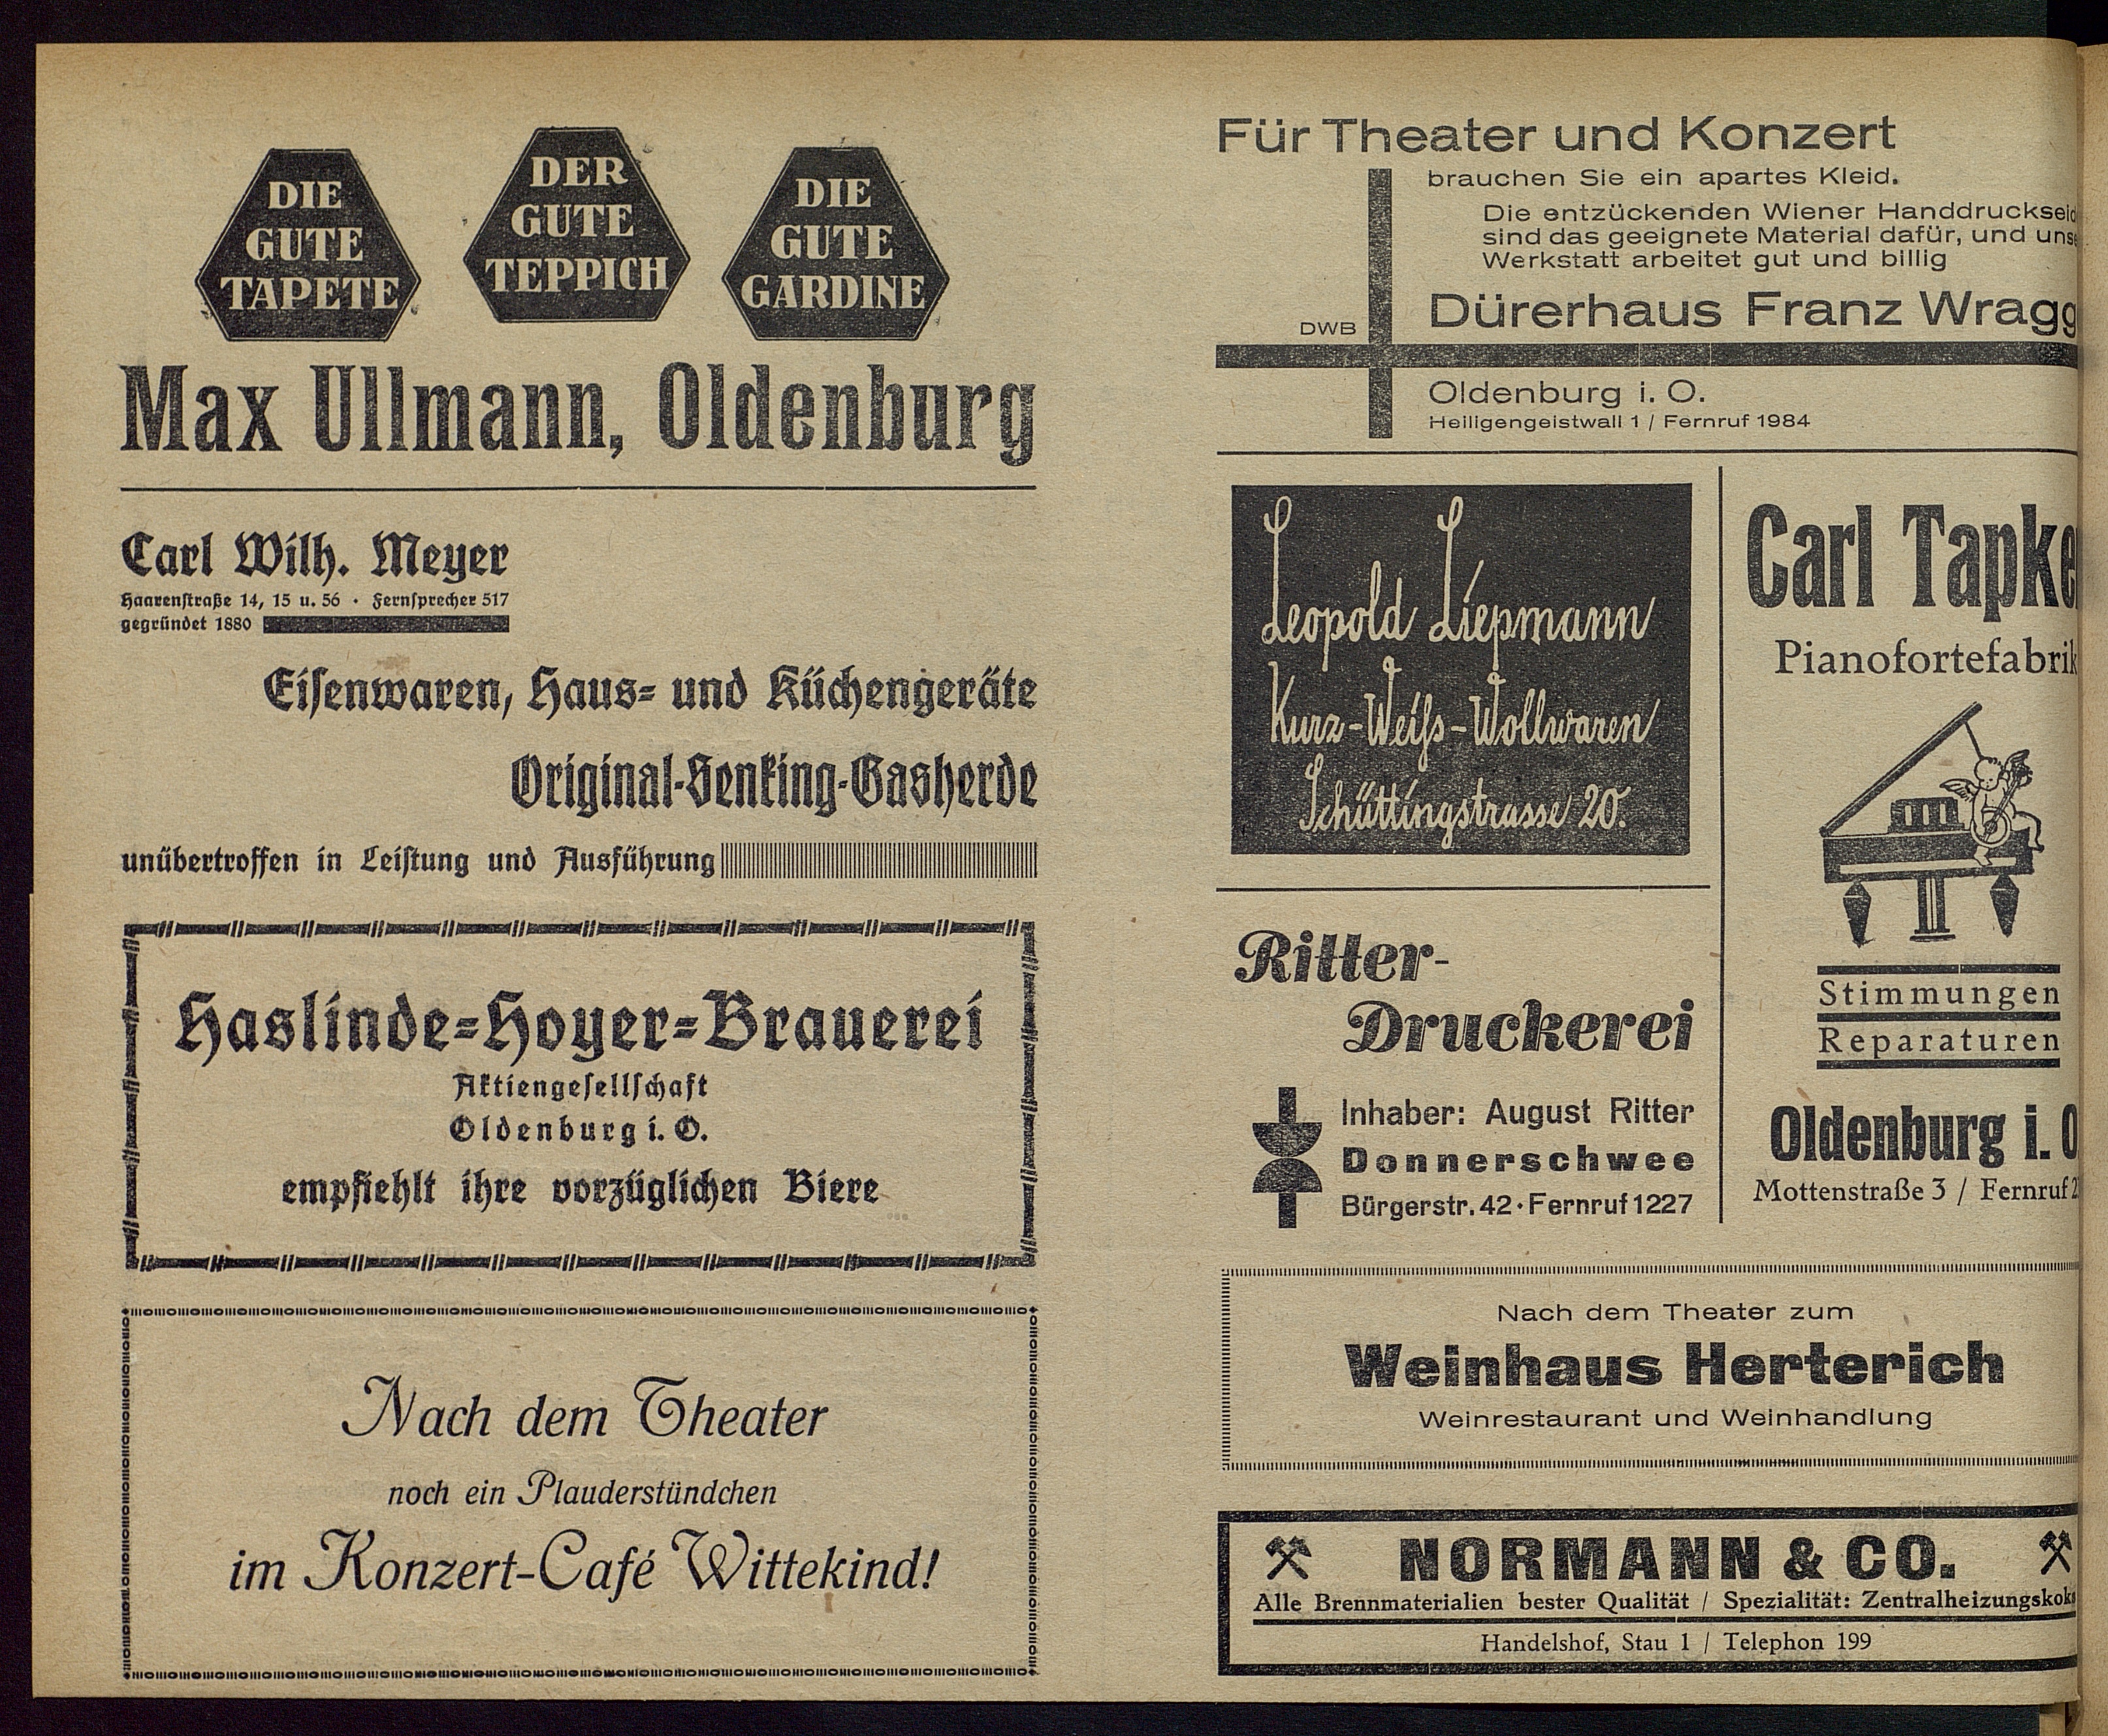 DIE
GUTE
TAPETE
DER
GUTE
TEPPICH
DIE
GUTE
GARDINE
Max Ullmann, Oldenburg
Carl Wilh. Meyer
Haarenſtraße 14, 15 u. 56 · Fernſprecher 517
gegründet 1880
Eiſenwaren, Haus- und Küchengeräte
Original-Senking-Gasherde
unübertroffen in Leiſtung und Ausführung
Haslinde-Hoyer-Brauerei
Aktiengeſellſchaft
Oldenburg i. O.
empfiehlt ihre vorzüglichen Biere
Nach dem Theater
noch ein Plauderstündchen
im Konzert-Café Wittekind!
Für Theater und Konzert
brauchen Sie ein apartes Kleid.
Die entzückenden Wiener Handdruckseid
sind das geeignete Material dafür, und uns
Werkstatt arbeitet gut und billig
DWB
Dürerhaus Franz Wragg
Oldenburg i. O.
Heiligengeistwall 1 / Fernruf 1984
Leopold Liepmann
Kurz-Weiß-Wollwaren
Schüttingstrasse 20.
Ritter-
Druckerei
Inhaber: August Ritter
Donnerschwee
Bürgerstr. 42 · Fernruf 1227
Carl Tapke
Pianofortefabrik
Stimmungen
Reparaturen
Oldenburg i. O
Mottenstraße 3 / Fernruf 2
Nach dem Theater zum
Weinhaus Herterich
Weinrestaurant und Weinhandlung
NORMANN & CO.
Alle Brennmaterialien bester Qualität / Spezialität: Zentralheizungskoks
Handelshof, Stau 1 / Telephon 199